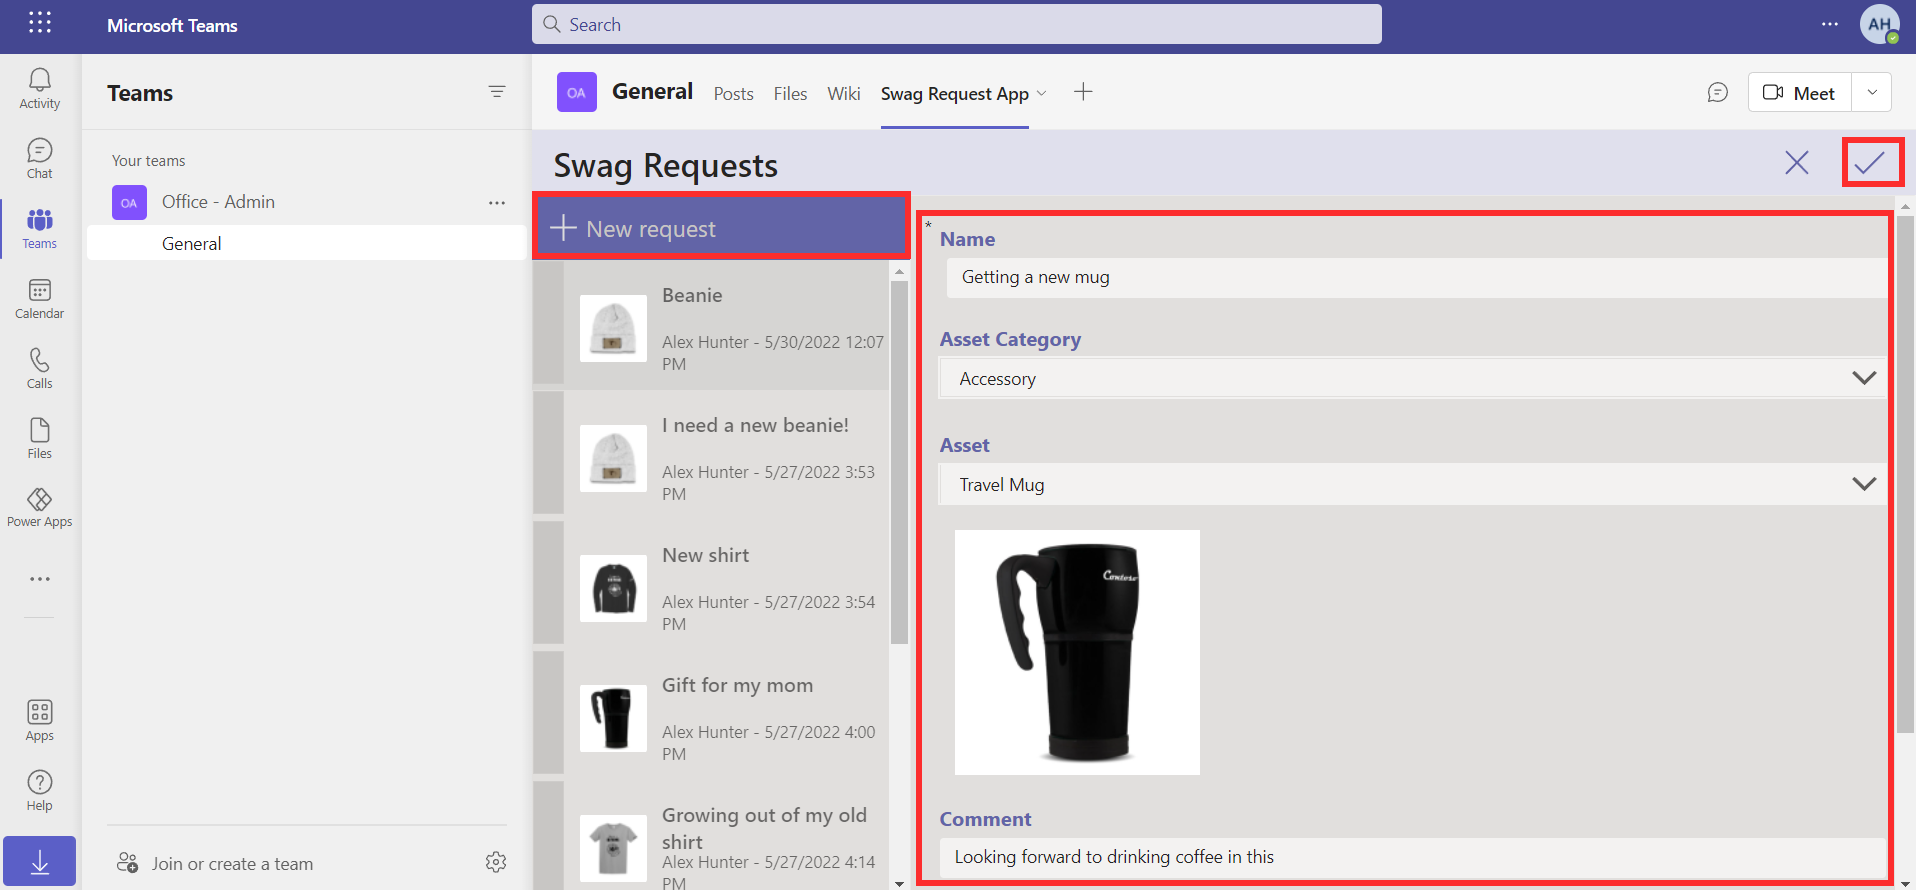 Microsoft Teams
Search
AH
Activity
Chat
Teams
Calendar
Calls
Files
Power Apps
Apps
Help
Teams
Your teams
OA Office - Admin
General
Join or create a team
OA General Posts Files Wiki Swag Request App
Meet
Swag Requests
New request
Beanie
Alex Hunter - 5/30/2022 12:07
PM
I need a new beanie!
Alex Hunter - 5/27/2022 3:53
PM
New shirt
Alex Hunter - 5/27/2022 3:54
PM
Gift for my mom
Alex Hunter - 5/27/2022 4:00
PM
Growing out of my old
shirt
Alex Hunter - 5/27/2022 4:14
PM
* Name
Getting a new mug
Asset Category
Accessory
Asset
Travel Mug
Contoso
Comment
Looking forward to drinking coffee in this